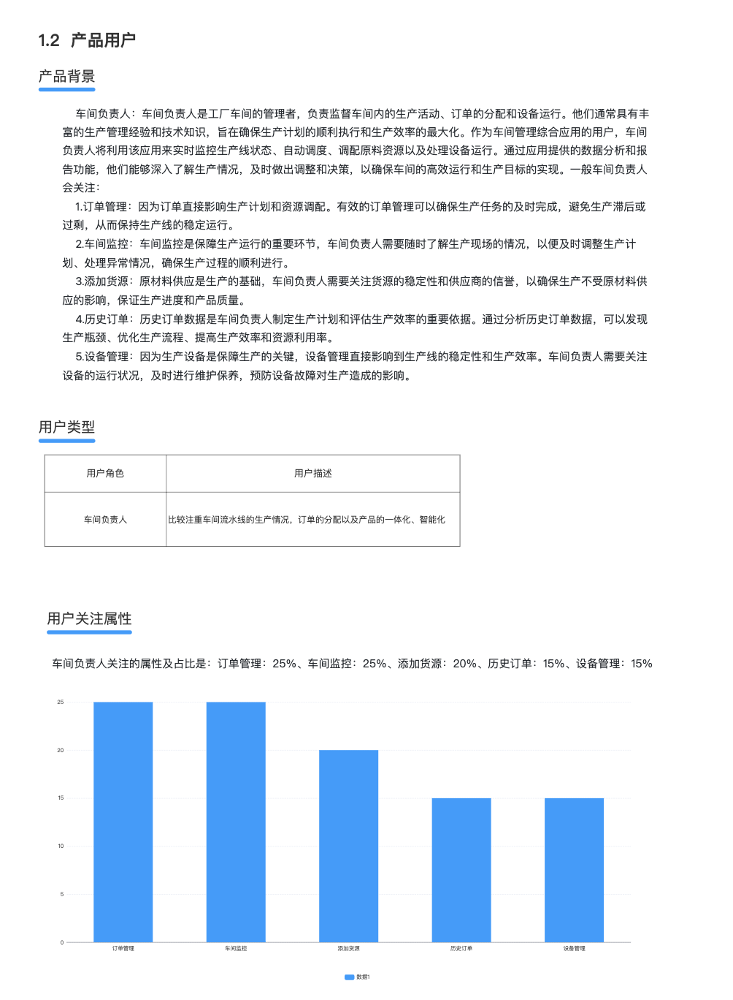 1.2 产品用户
产品背景
车间负责人：车间负责人是工厂车间的管理者，负责监督车间内的生产活动、订单的分配和设备运行。他们通常具有丰
富的生产管理经验和技术知识，旨在确保生产计划的顺利执行和生产效率的最大化。作为车间管理综合应用的用户，车间
负责人将利用该应用来实时监控生产线状态、自动调度、调配原料资源以及处理设备运行。通过应用提供的数据分析和报
告功能，他们能够深入了解生产情况，及时做出调整和决策，以确保车间的高效运行和生产目标的实现。一般车间负责人
会关注：
1.订单管理：因为订单直接影响生产计划和资源调配。有效的订单管理可以确保生产任务的及时完成，避免生产滞后或
过剩，从而保持生产线的稳定运行。
2.车间监控：车间监控是保障生产运行的重要环节，车间负责人需要随时了解生产现场的情况，以便及时调整生产计
划、处理异常情况，确保生产过程的顺利进行。
3.添加货源：原材料供应是生产的基础，车间负责人需要关注货源的稳定性和供应商的信誉，以确保生产不受原材料供
应的影响，保证生产进度和产品质量。
4.历史订单：历史订单数据是车间负责人制定生产计划和评估生产效率的重要依据。通过分析历史订单数据，可以发现
生产瓶颈、优化生产流程、提高生产效率和资源利用率。
5.设备管理：因为生产设备是保障生产的关键，设备管理直接影响到生产线的稳定性和生产效率。车间负责人需要关注
设备的运行状况，及时进行维护保养，预防设备故障对生产造成的影响。
用户类型
用户角色 用户描述
车间负责人 比较注重车间流水线的生产情况，订单的分配以及产品的一体化、智能化
用户关注属性
车间负责人关注的属性及占比是：订单管理：25%、车间监控：25%、添加货源：20%、历史订单：15%、设备管理：15%
25
20
15
10
5
0
订单管理 车间监控 添加货源 历史订单 设备管理
数据1